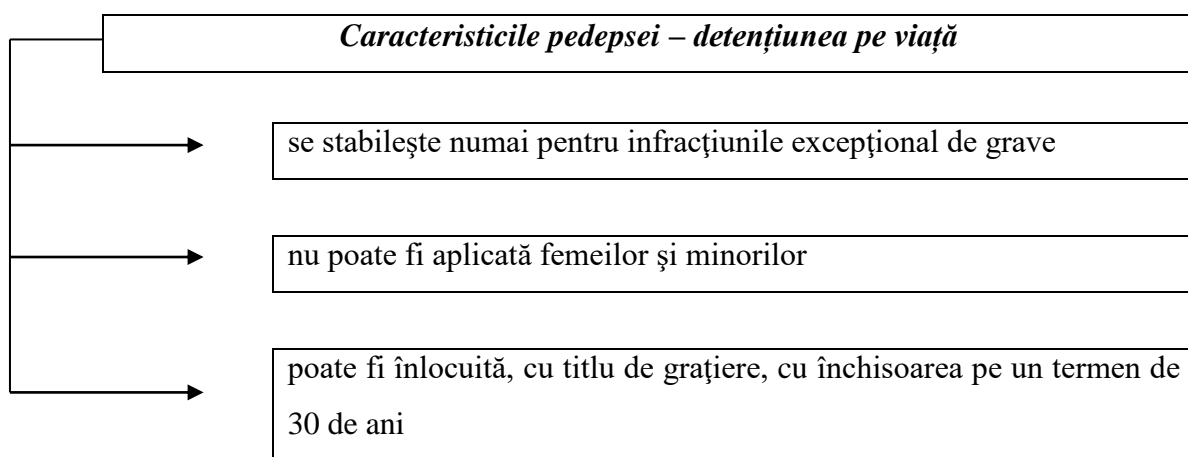 Caracteristicile pedepsei – detențiunea pe viață
se stabileşte numai pentru infracţiunile excepţional de grave
nu poate fi aplicată femeilor şi minorilor
poate fi înlocuită, cu titlu de graţiere, cu închisoarea pe un termen de
30 de ani